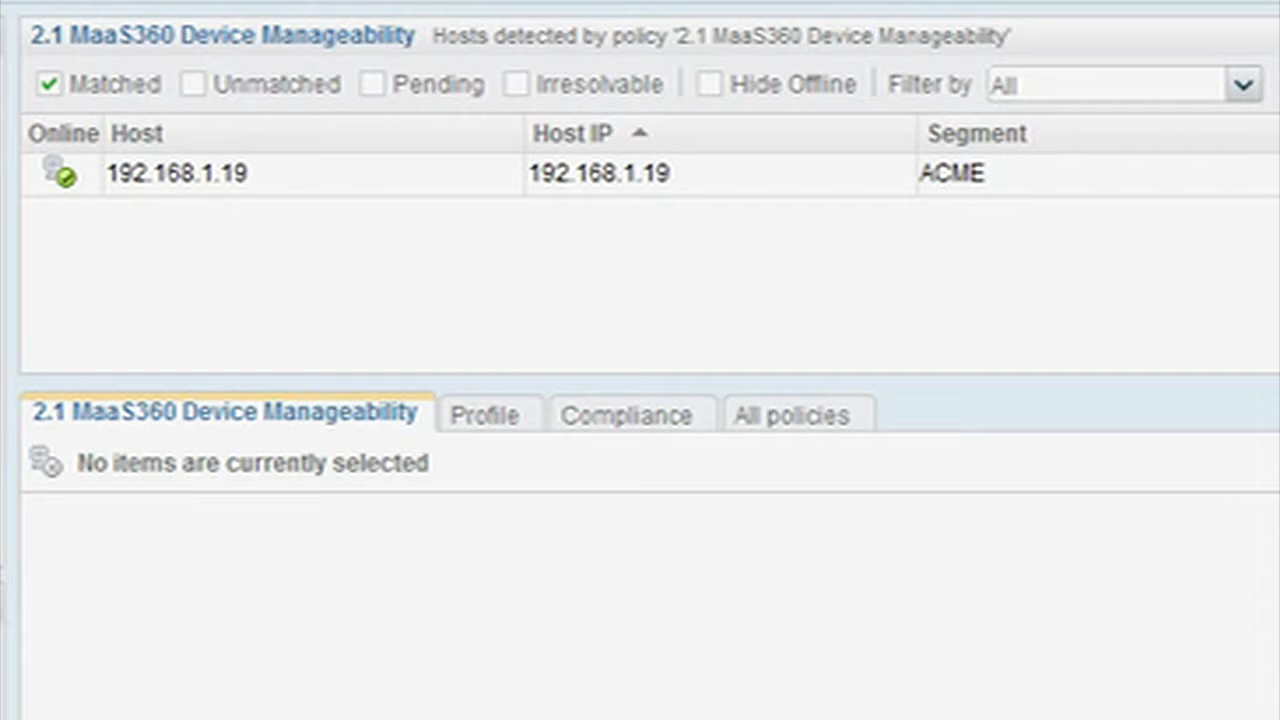 2.1 MaaS360 Device Manageability Hosts detected by policy '2.1 MaaS360 Device Manageability'
Matched Unmatched Pending Irresolvable Hide Offline Filter by All
Online Host Host IP Segment
192.168.1.19 192.168.1.19 ACME
2.1 MaaS360 Device Manageability Profile Compliance All policies
No items are currently selected